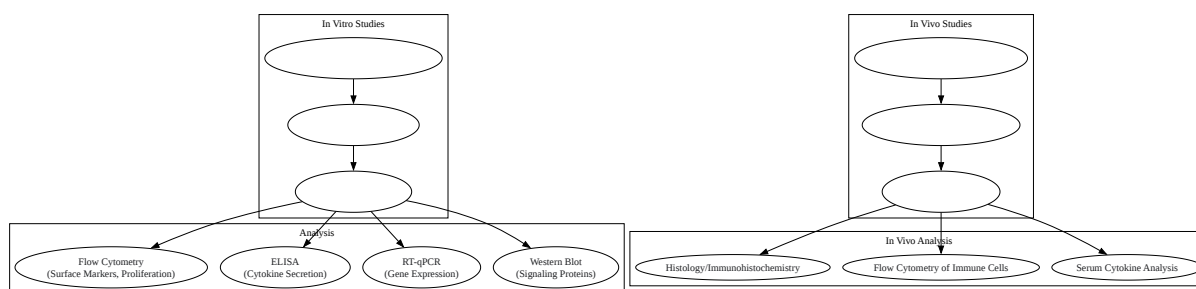 In Vitro Studies
In Vivo Studies
Analysis
Flow Cytometry
(Surface Markers, Proliferation)
ELISA
(Cytokine Secretion)
RT-qPCR
(Gene Expression)
Western Blot
(Signaling Proteins)
In Vivo Analysis
Histology/Immunohistochemistry
Flow Cytometry of Immune Cells
Serum Cytokine Analysis